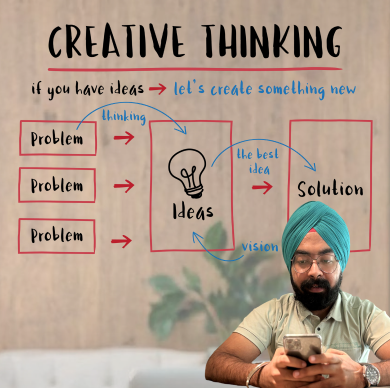 CREATIVE THINKING
if you have ideas → let's create something new
thinking
Problem
Problem
Problem
Ideas
the best
idea
vision
Solution